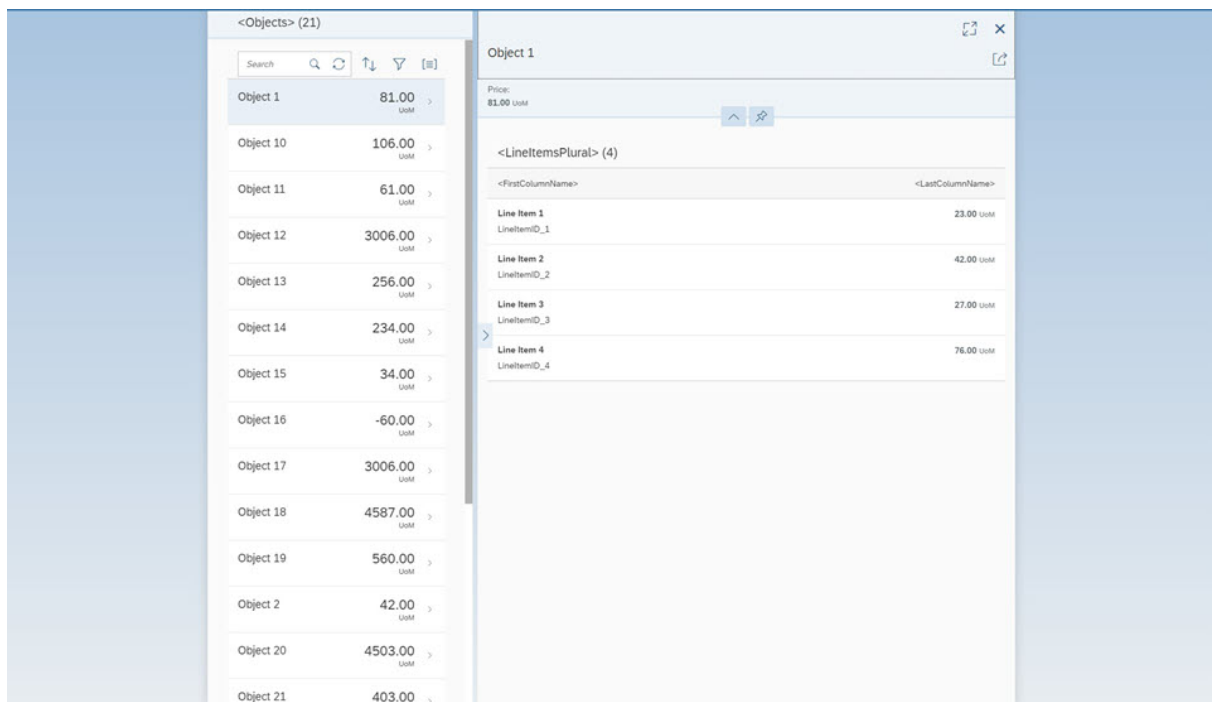 <Objects> (21)
Search
Object 1 81.00
UoM
Object 10 106.00
UoM
Object 11 61.00
UoM
Object 12 3006.00
UoM
Object 13 256.00
UoM
Object 14 234.00
UoM
Object 15 34.00
UoM
Object 16 -60.00
UoM
Object 17 3006.00
UoM
Object 18 4587.00
UoM
Object 19 560.00
UoM
Object 2 42.00
UoM
Object 20 4503.00
UoM
Object 21 403.00
Object 1
Price:
81.00 UoM
<LineItemsPlural> (4)
<FirstColumnName> <LastColumnName>
Line Item 1 23.00 UoM
LineItemID_1
Line Item 2 42.00 UoM
LineItemID_2
Line Item 3 27.00 UoM
LineItemID_3
Line Item 4 76.00 UoM
LineItemID_4